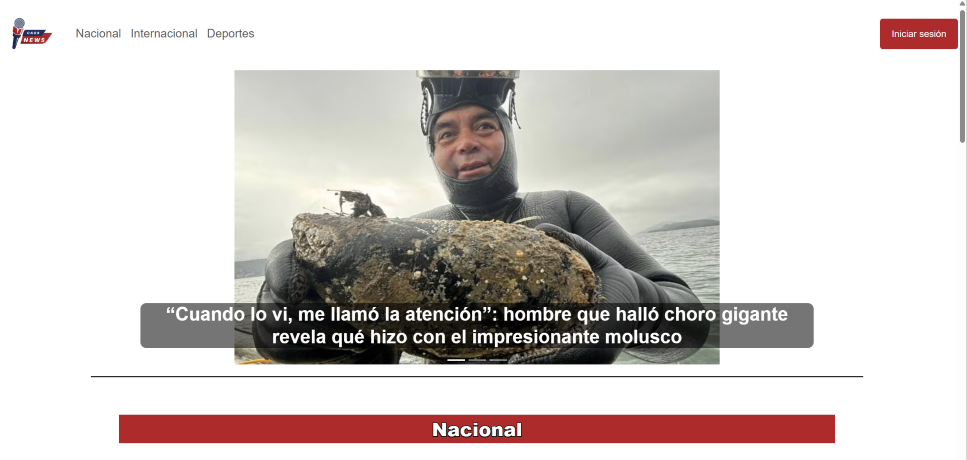 NEWS
Nacional Internacional Deportes
Iniciar sesión
“Cuando lo vi, me llamó la atención”: hombre que halló choro gigante
revela qué hizo con el impresionante molusco
Nacional